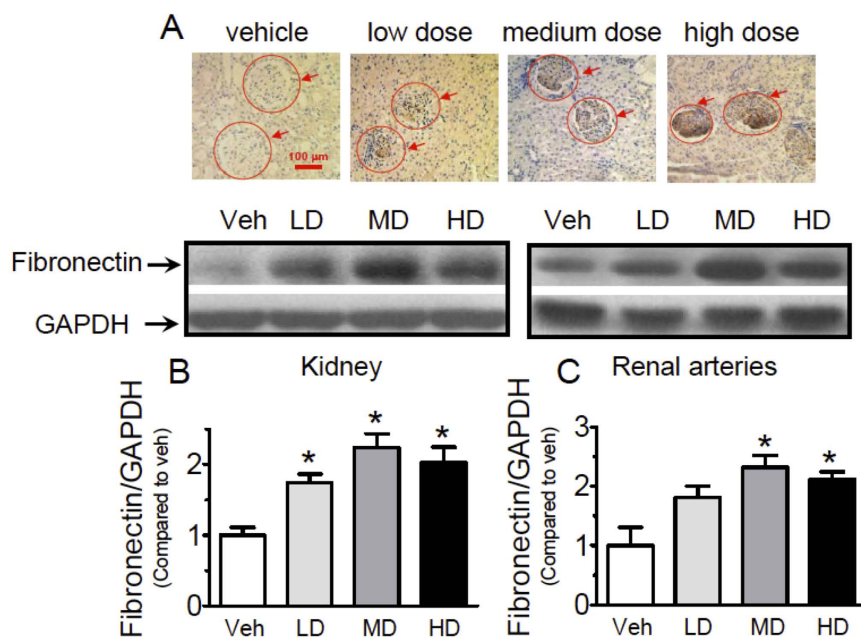 A
vehicle low dose medium dose high dose
100 μm
Veh LD MD HD Veh LD MD HD
Fibronectin
GAPDH
B Kidney
Fibronectin/GAPDH
(Compared to veh)
2
*
*
*
1
0
Veh LD MD HD
C Renal arteries
Fibronectin/GAPDH
(Compared to veh)
3
*
*
2
1
0
Veh LD MD HD